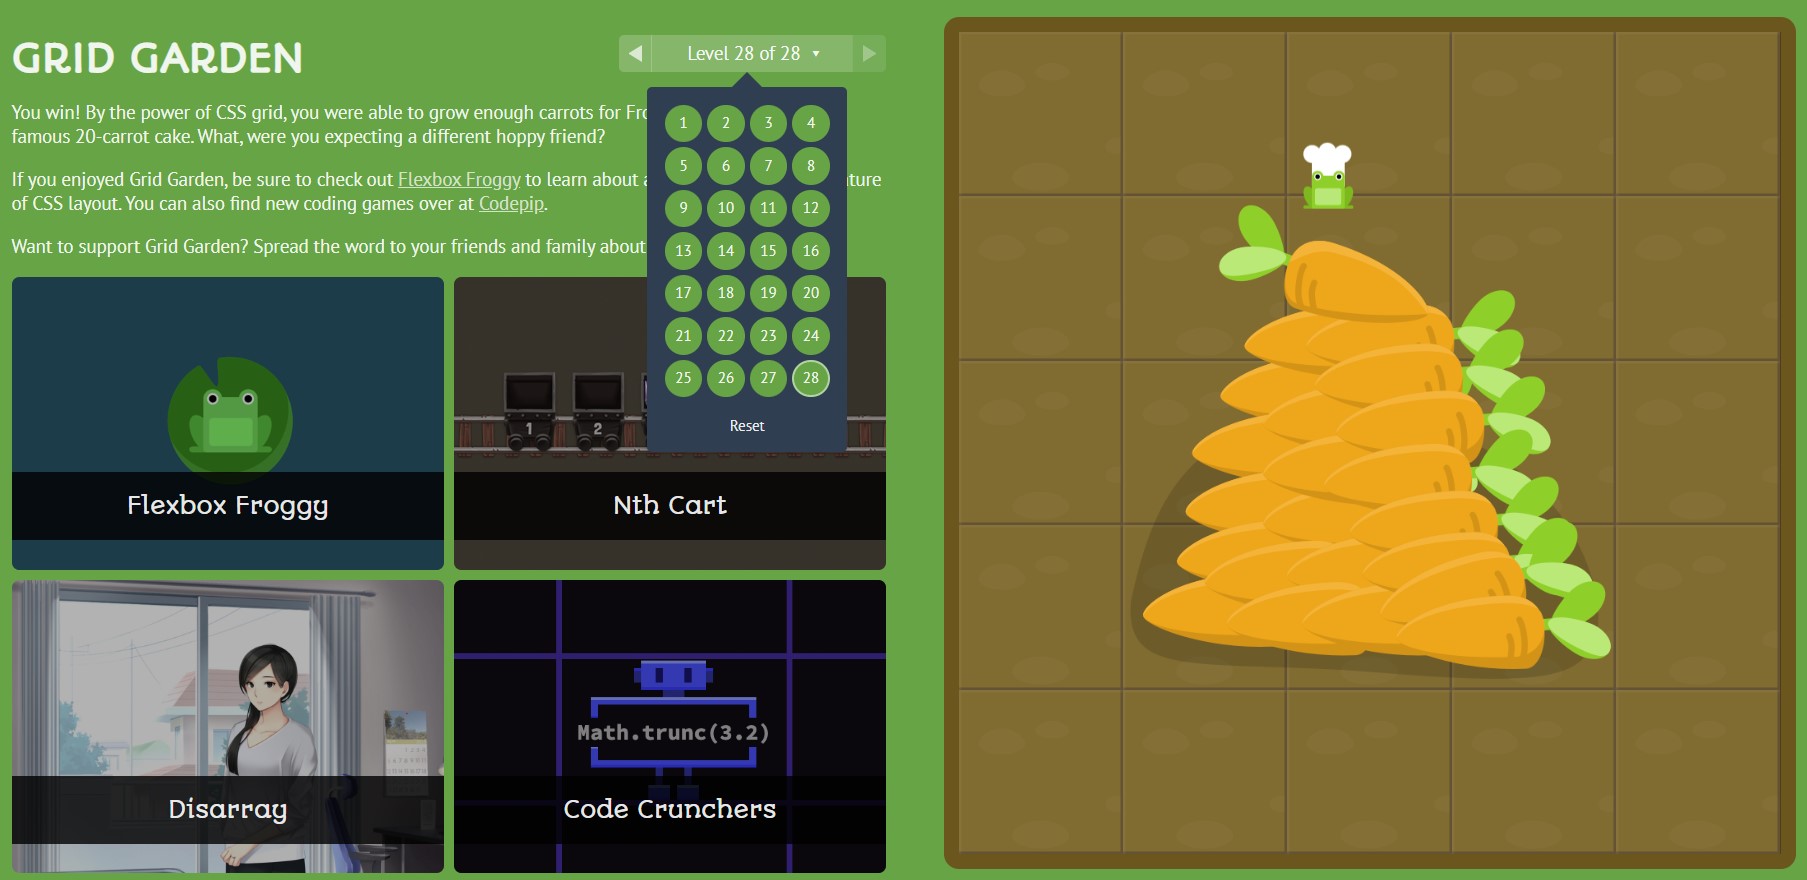 GRID GARDEN
Level 28 of 28
You win! By the power of CSS grid, you were able to grow enough carrots for
famous 20-carrot cake. What, were you expecting a different hoppy friend?
If you enjoyed Grid Garden, be sure to check out Flexbox Froggy to learn about
of CSS layout. You can also find new coding games over at Codepip.
Want to support Grid Garden? Spread the word to your friends and family about
1 2 3 4
5 6 7 8
9 10 11 12
13 14 15 16
17 18 19 20
21 22 23 24
25 26 27 28
Reset
1 2
Flexbox Froggy
Nth Cart
Math.trunc(3.2)
Disarray
Code Crunchers